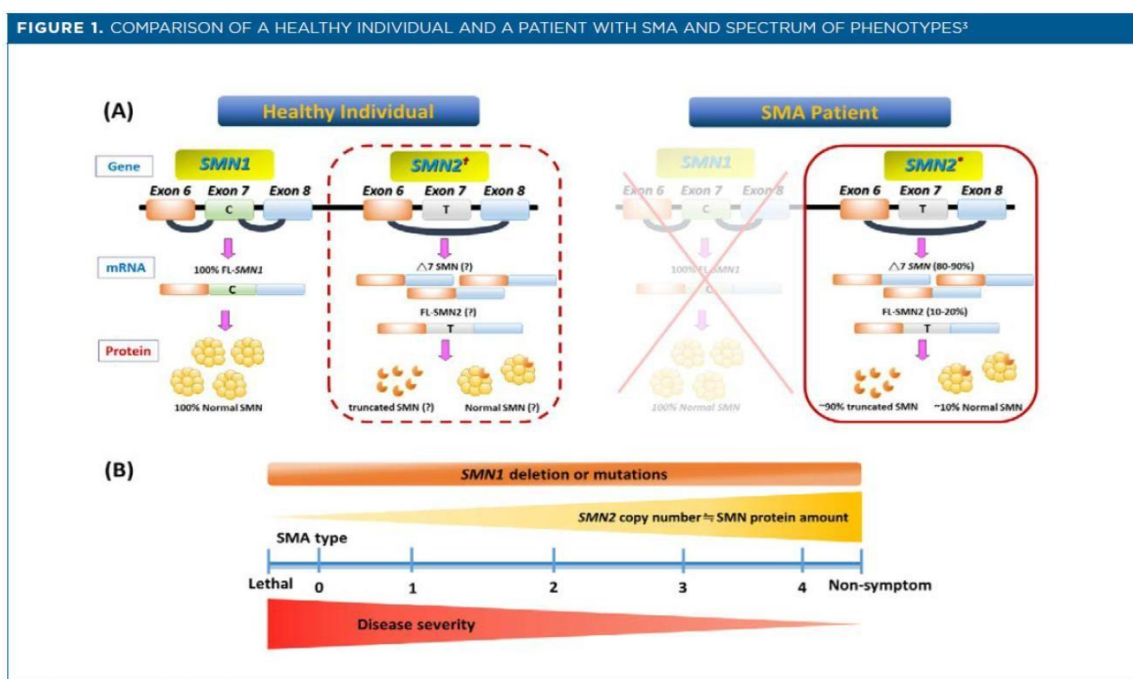 FIGURE 1. COMPARISON OF A HEALTHY INDIVIDUAL AND A PATIENT WITH SMA AND SPECTRUM OF PHENOTYPES³
(A)
Healthy Individual
SMA Patient
Gene
SMN1
SMN2†
SMN1
SMN2*
Exon 6 Exon 7 Exon 8
Exon 6 Exon 7 Exon 8
Exon 6 Exon 7 Exon 8
Exon 6 Exon 7 Exon 8
C
T
C
T
mRNA
100% FL-SMN1
△7 SMN (?)
100% FL-SMN1
△7 SMN (80-90%)
C
FL-SMN2 (?)
C
FL-SMN2 (10-20%)
T
T
Protein
100% Normal SMN
truncated SMN (?)
Normal SMN (?)
100% Normal SMN
~90% truncated SMN
~10% Normal SMN
(B)
SMN1 deletion or mutations
SMN2 copy number≒SMN protein amount
SMA type
Lethal 0 1 2 3 4 Non-symptom
Disease severity